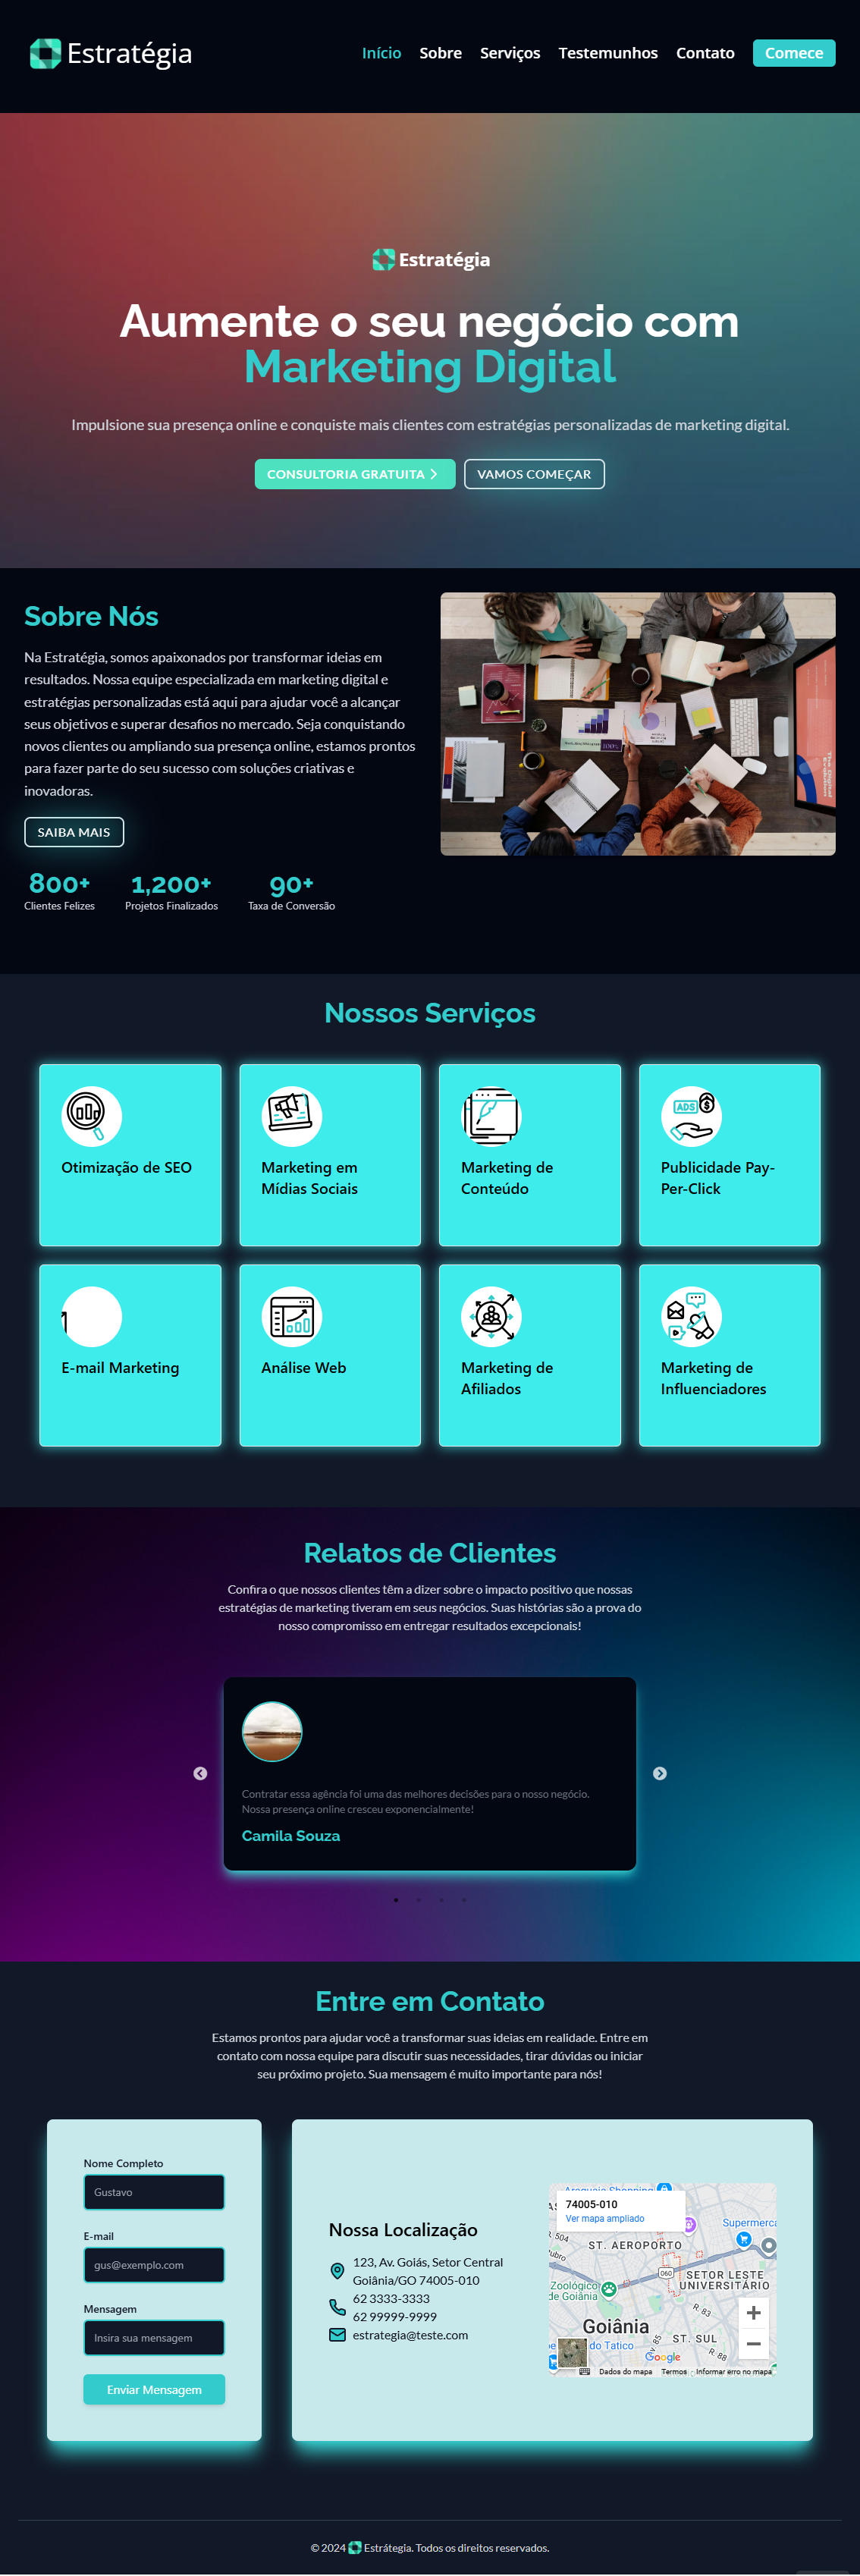 Estratégia
Início Sobre Serviços Testemunhos Contato Comece
Estratégia
Aumente o seu negócio com
Marketing Digital
Impulsione sua presença online e conquiste mais clientes com estratégias personalizadas de marketing digital.
CONSULTORIA GRATUITA
VAMOS COMEÇAR
Sobre Nós
Na Estratégia, somos apaixonados por transformar ideias em
resultados. Nossa equipe especializada em marketing digital e
estratégias personalizadas está aqui para ajudar você a alcançar
seus objetivos e superar desafios no mercado. Seja conquistando
novos clientes ou ampliando sua presença online, estamos prontos
para fazer parte do seu sucesso com soluções criativas e
inovadoras.
SAIBA MAIS
800+
Clientes Felizes
1,200+
Projetos Finalizados
90+
Taxa de Conversão
Nossos Serviços
Otimização de SEO
Marketing em
Mídias Sociais
Marketing de
Conteúdo
ADS
Publicidade Pay-
Per-Click
E-mail Marketing
Análise Web
Marketing de
Afiliados
Marketing de
Influenciadores
Relatos de Clientes
Confira o que nossos clientes têm a dizer sobre o impacto positivo que nossas
estratégias de marketing tiveram em seus negócios. Suas histórias são a prova do
nosso compromisso em entregar resultados excepcionais!
Contratar essa agência foi uma das melhores decisões para o nosso negócio.
Nossa presença online cresceu exponencialmente!
Camila Souza
Entre em Contato
Estamos prontos para ajudar você a transformar suas ideias em realidade. Entre em
contato com nossa equipe para discutir suas necessidades, tirar dúvidas ou iniciar
seu próximo projeto. Sua mensagem é muito importante para nós!
Nome Completo
Gustavo
E-mail
gus@exemplo.com
Mensagem
Insira sua mensagem
Enviar Mensagem
Nossa Localização
123, Av. Goiás, Setor Central
Goiânia/GO 74005-010
62 3333-3333
62 99999-9999
estrategia@teste.com
74005-010
Ver mapa ampliado
Supermerca
R. 504
ST. AEROPORTO
060
SETOR LESTE
UNIVERSITÁRIO
Zoológico
de Goiânia
R. 83
Goiânia
do Tatico
R. 85
ST. SUL
R. 88
Google
Dados do mapa
Termos
Informar erro no mapa
© 2024 Estrátegia. Todos os direitos reservados.